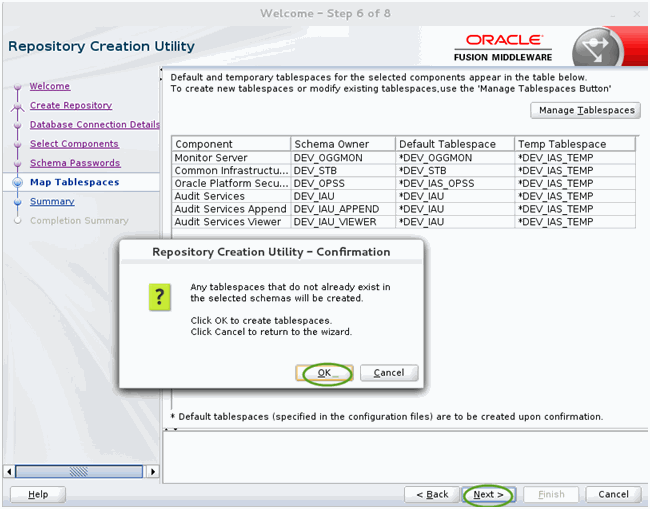 Welcome - Step 6 of 8
Repository Creation Utility
ORACLE
FUSION MIDDLEWARE
Welcome
Create Repository
Database Connection Details
Select Components
Schema Passwords
Map Tablespaces
Summary
Completion Summary
Default and temporary tablespaces for the selected components appear in the table below.
To create new tablespaces or modify existing tablespaces,use the 'Manage Tablespaces Button'
Manage Tablespaces
Component Schema Owner Default Tablespace Temp Tablespace
Monitor Server DEV_OGGMON *DEV_OGGMON *DEV_IAS_TEMP
Common Infrastructu... DEV_STB *DEV_STB *DEV_IAS_TEMP
Oracle Platform Secu... DEV_OPSS *DEV_IAS_OPSS *DEV_IAS_TEMP
Audit Services DEV_IAU *DEV_IAU *DEV_IAS_TEMP
Audit Services Append DEV_IAU_APPEND *DEV_IAU *DEV_IAS_TEMP
Audit Services Viewer DEV_IAU_VIEWER *DEV_IAU *DEV_IAS_TEMP
Repository Creation Utility - Confirmation
Any tablespaces that do not already exist in
the selected schemas will be created.
Click OK to create tablespaces.
Click Cancel to return to the wizard.
OK Cancel
* Default tablespaces (specified in the configuration files) are to be created upon confirmation.
Help < Back Next > Finish Cancel